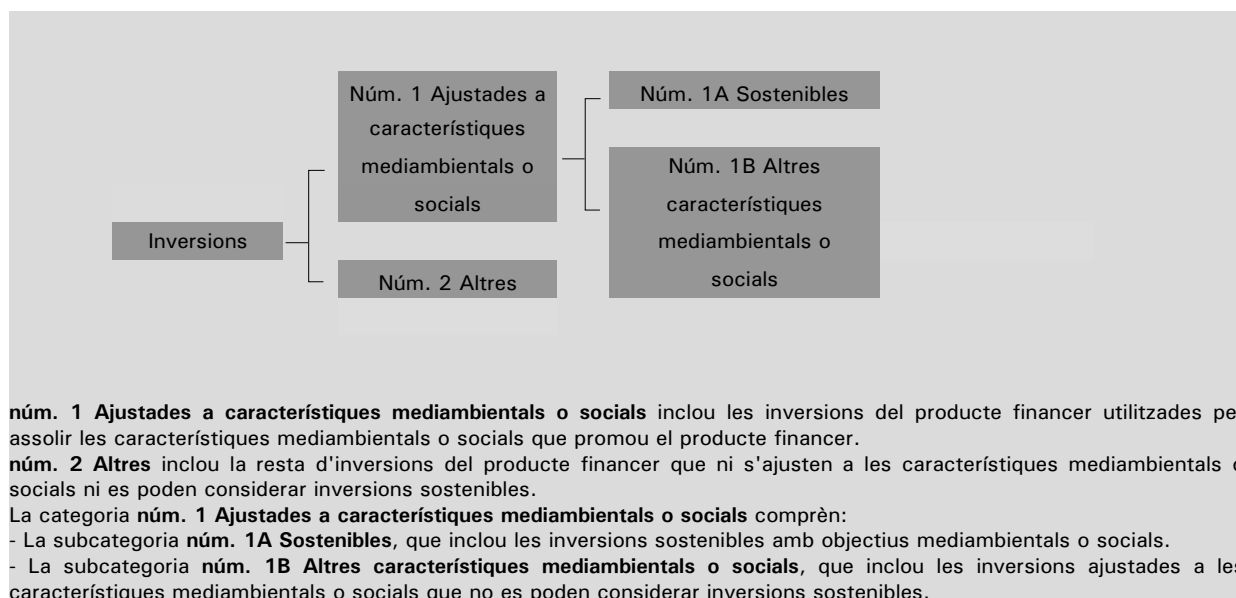 Núm. 1 Ajustades a
característiques
mediambientals o
socials
Núm. 1A Sostenibles
Núm. 1B Altres
característiques
mediambientals o
socials
Inversions
Núm. 2 Altres
núm. 1 Ajustades a característiques mediambientals o socials inclou les inversions del producte financer utilitzades pe
assolir les característiques mediambientals o socials que promou el producte financer.
núm. 2 Altres inclou la resta d'inversions del producte financer que ni s'ajusten a les característiques mediambientals o
socials ni es poden considerar inversions sostenibles.
La categoria núm. 1 Ajustades a característiques mediambientals o socials comprèn:
- La subcategoria núm. 1A Sostenibles, que inclou les inversions sostenibles amb objectius mediambientals o socials.
- La subcategoria núm. 1B Altres característiques mediambientals o socials, que inclou les inversions ajustades a les
característiques mediambientals o socials que no es poden considerar inversions sostenibles.